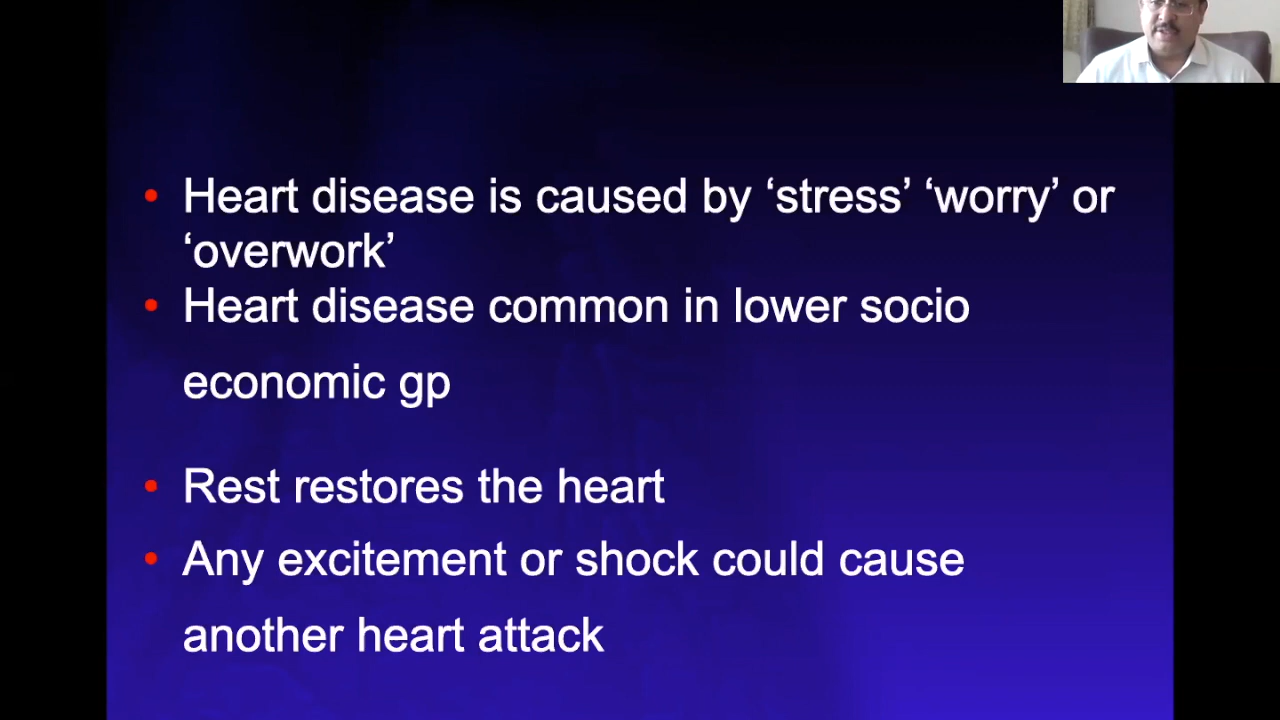 • Heart disease is caused by ‘stress’ ‘worry’ or
‘overwork’
• Heart disease common in lower socio
economic gp
• Rest restores the heart
• Any excitement or shock could cause
another heart attack